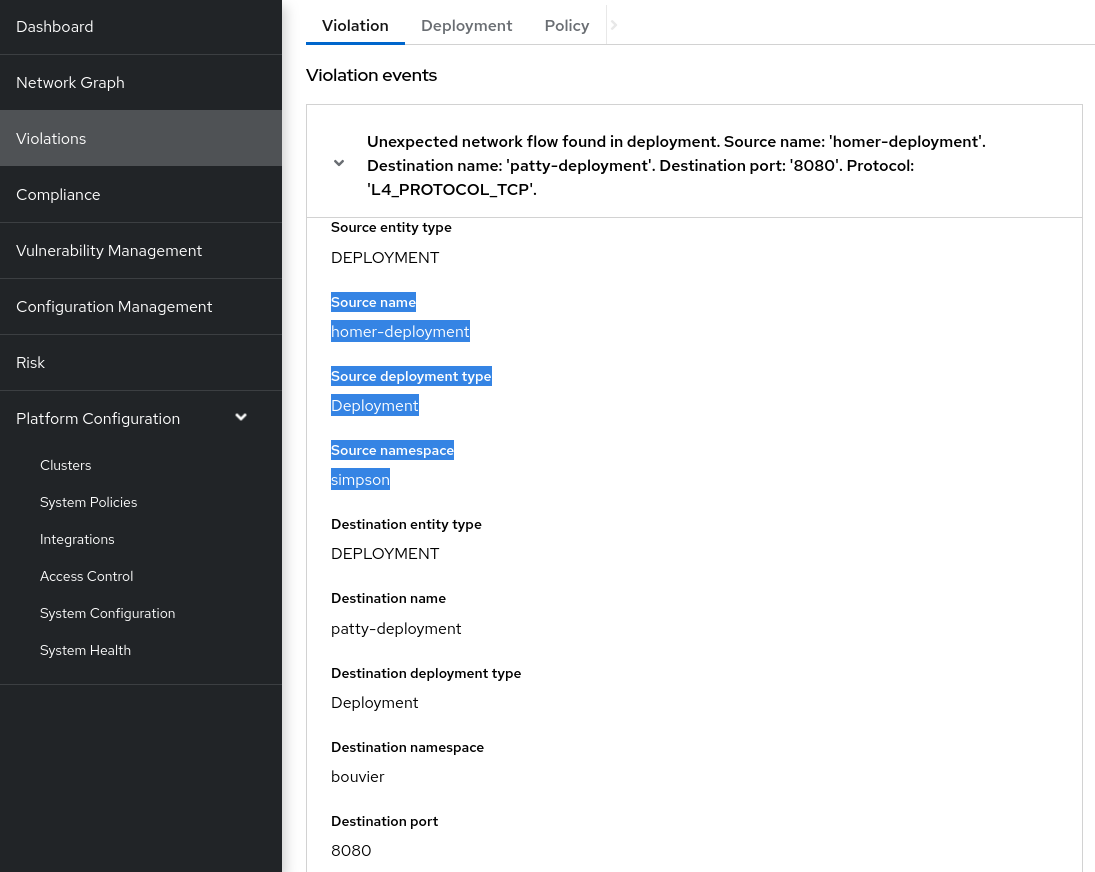 Dashboard
Network Graph
Violations
Compliance
Vulnerability Management
Configuration Management
Risk
Platform Configuration
Clusters
System Policies
Integrations
Access Control
System Configuration
System Health
Violation Deployment Policy
Violation events
Unexpected network flow found in deployment. Source name: 'homer-deployment'.
Destination name: 'patty-deployment'. Destination port: '8080'. Protocol:
'L4_PROTOCOL_TCP'.
Source entity type
DEPLOYMENT
Source name
homer-deployment
Source deployment type
Deployment
Source namespace
simpson
Destination entity type
DEPLOYMENT
Destination name
patty-deployment
Destination deployment type
Deployment
Destination namespace
bouvier
Destination port
8080